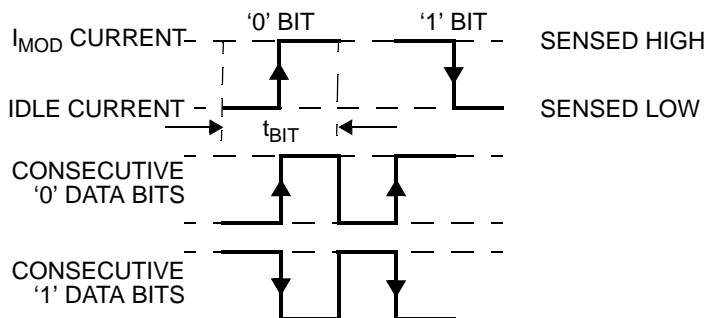 ‘0’ BIT ‘1’ BIT
I_MOD CURRENT SENSED HIGH
IDLE CURRENT SENSED LOW
t_BIT
CONSECUTIVE
‘0’ DATA BITS
CONSECUTIVE
‘1’ DATA BITS